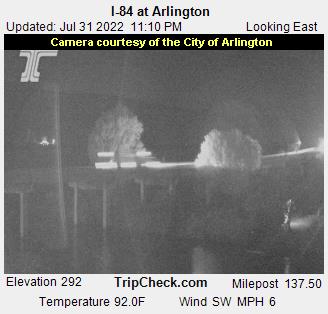 I-84 at Arlington
Updated: Jul 31 2022 11:10 PM Looking East
Camera courtesy of the City of Arlington
Elevation 292 TripCheck.com Milepost 137.50
Temperature 92.0F Wind SW MPH 6